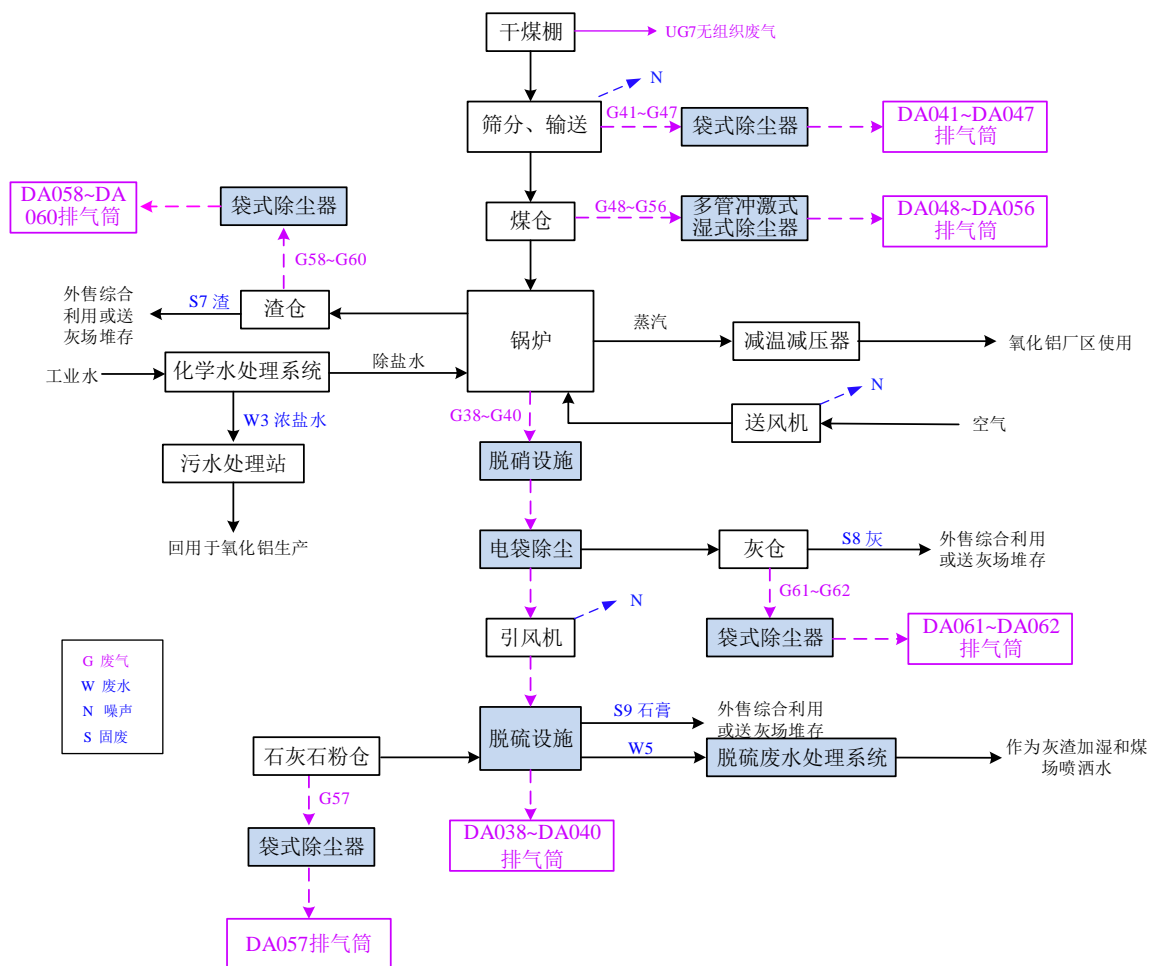 干煤棚
UG7无组织废气
N
筛分、输送
G41~G47
袋式除尘器
DA041~DA047
排气筒
DA058~DA
060排气筒
袋式除尘器
煤仓
G48~G56
多管冲激式
湿式除尘器
DA048~DA056
排气筒
G58~G60
外售综合
利用或送
灰场堆存
S7 渣
渣仓
锅炉
蒸汽
减温减压器
氧化铝厂区使用
工业水
化学水处理系统
除盐水
N
W3 浓盐水
G38~G40
送风机
空气
污水处理站
脱硝设施
回用于氧化铝生产
电袋除尘
灰仓
S8 灰
外售综合利用
或送灰场堆存
G61~G62
N
引风机
袋式除尘器
DA061~DA062
排气筒
G 废气
W 废水
N 噪声
S 固废
S9 石膏
外售综合利用
或送灰场堆存
石灰石粉仓
脱硫设施
W5
脱硫废水处理系统
作为灰渣加湿和煤
场喷洒水
G57
袋式除尘器
DA038~DA040
排气筒
DA057排气筒